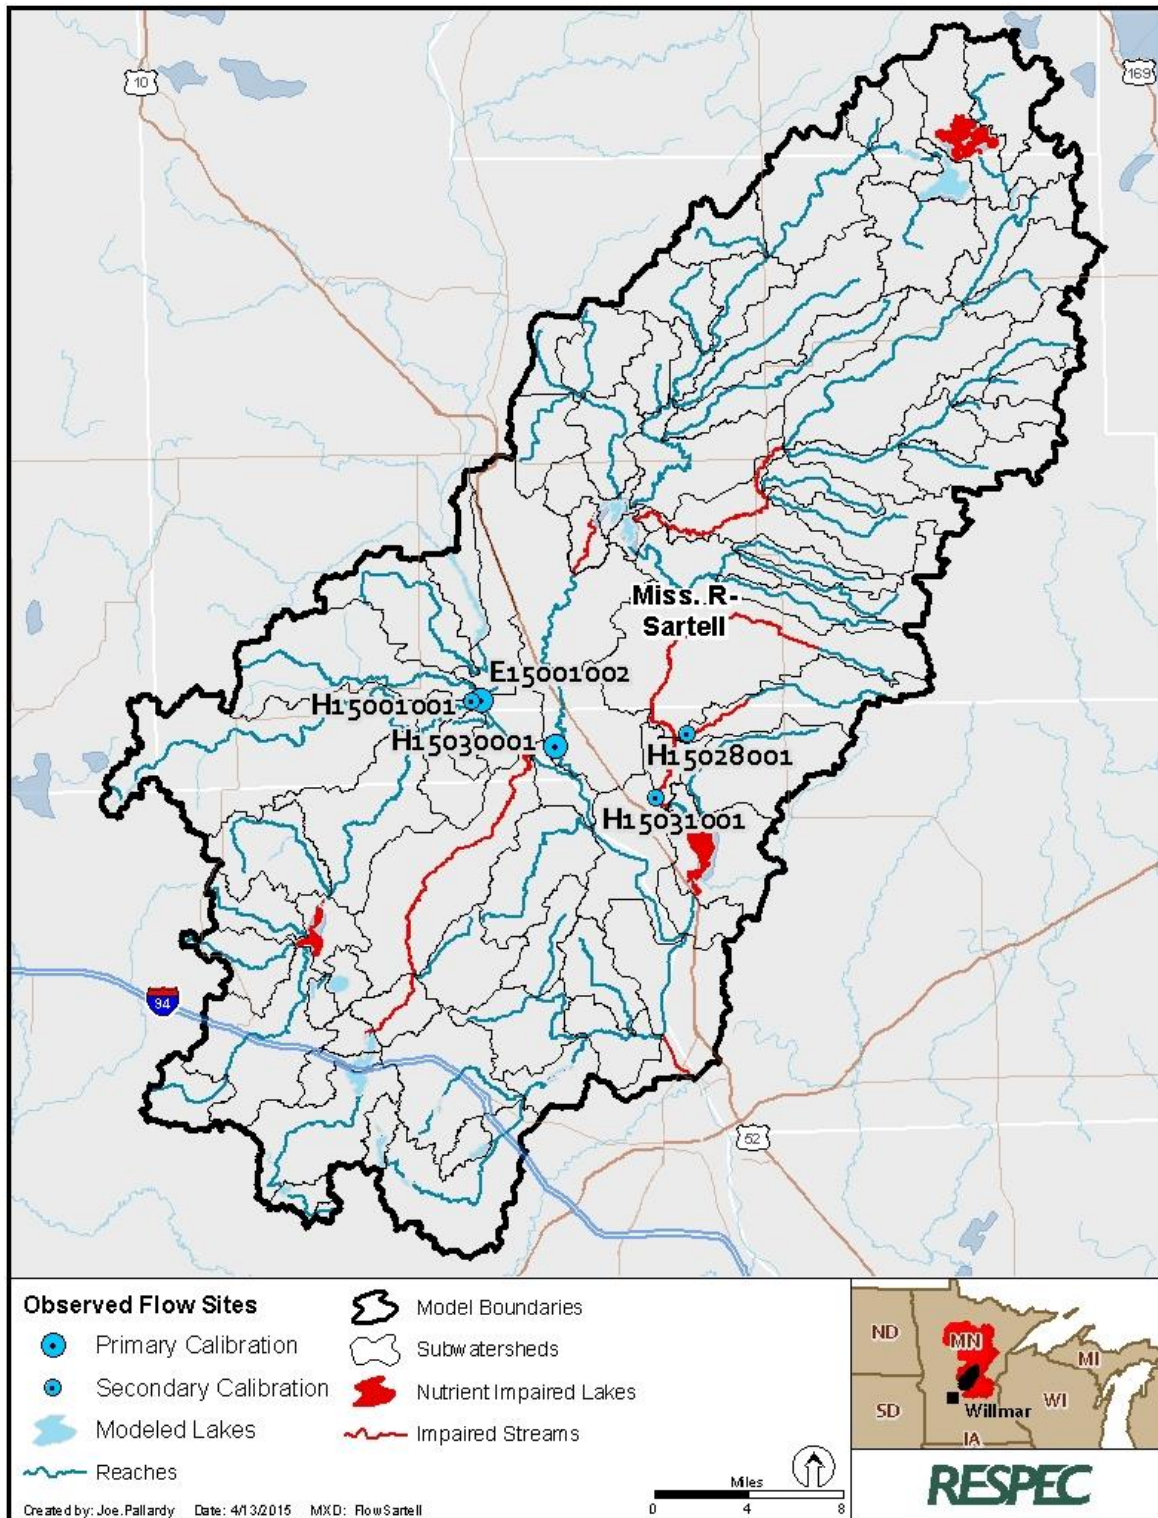 10
169
Miss. R-
Sartell
E15001002
H15001001
H15030001
H15028001
H15031001
94
52
Observed Flow Sites
Primary Calibration
Secondary Calibration
Modeled Lakes
Reaches
Model Boundaries
Subwatersheds
Nutrient Impaired Lakes
Impaired Streams
Miles
0 4 8
Created by: Joe.Pallardy Date: 4/13/2015 MXD: FlowSartell
ND
MN
MI
SD
WI
Willmar
IA
RESPEC